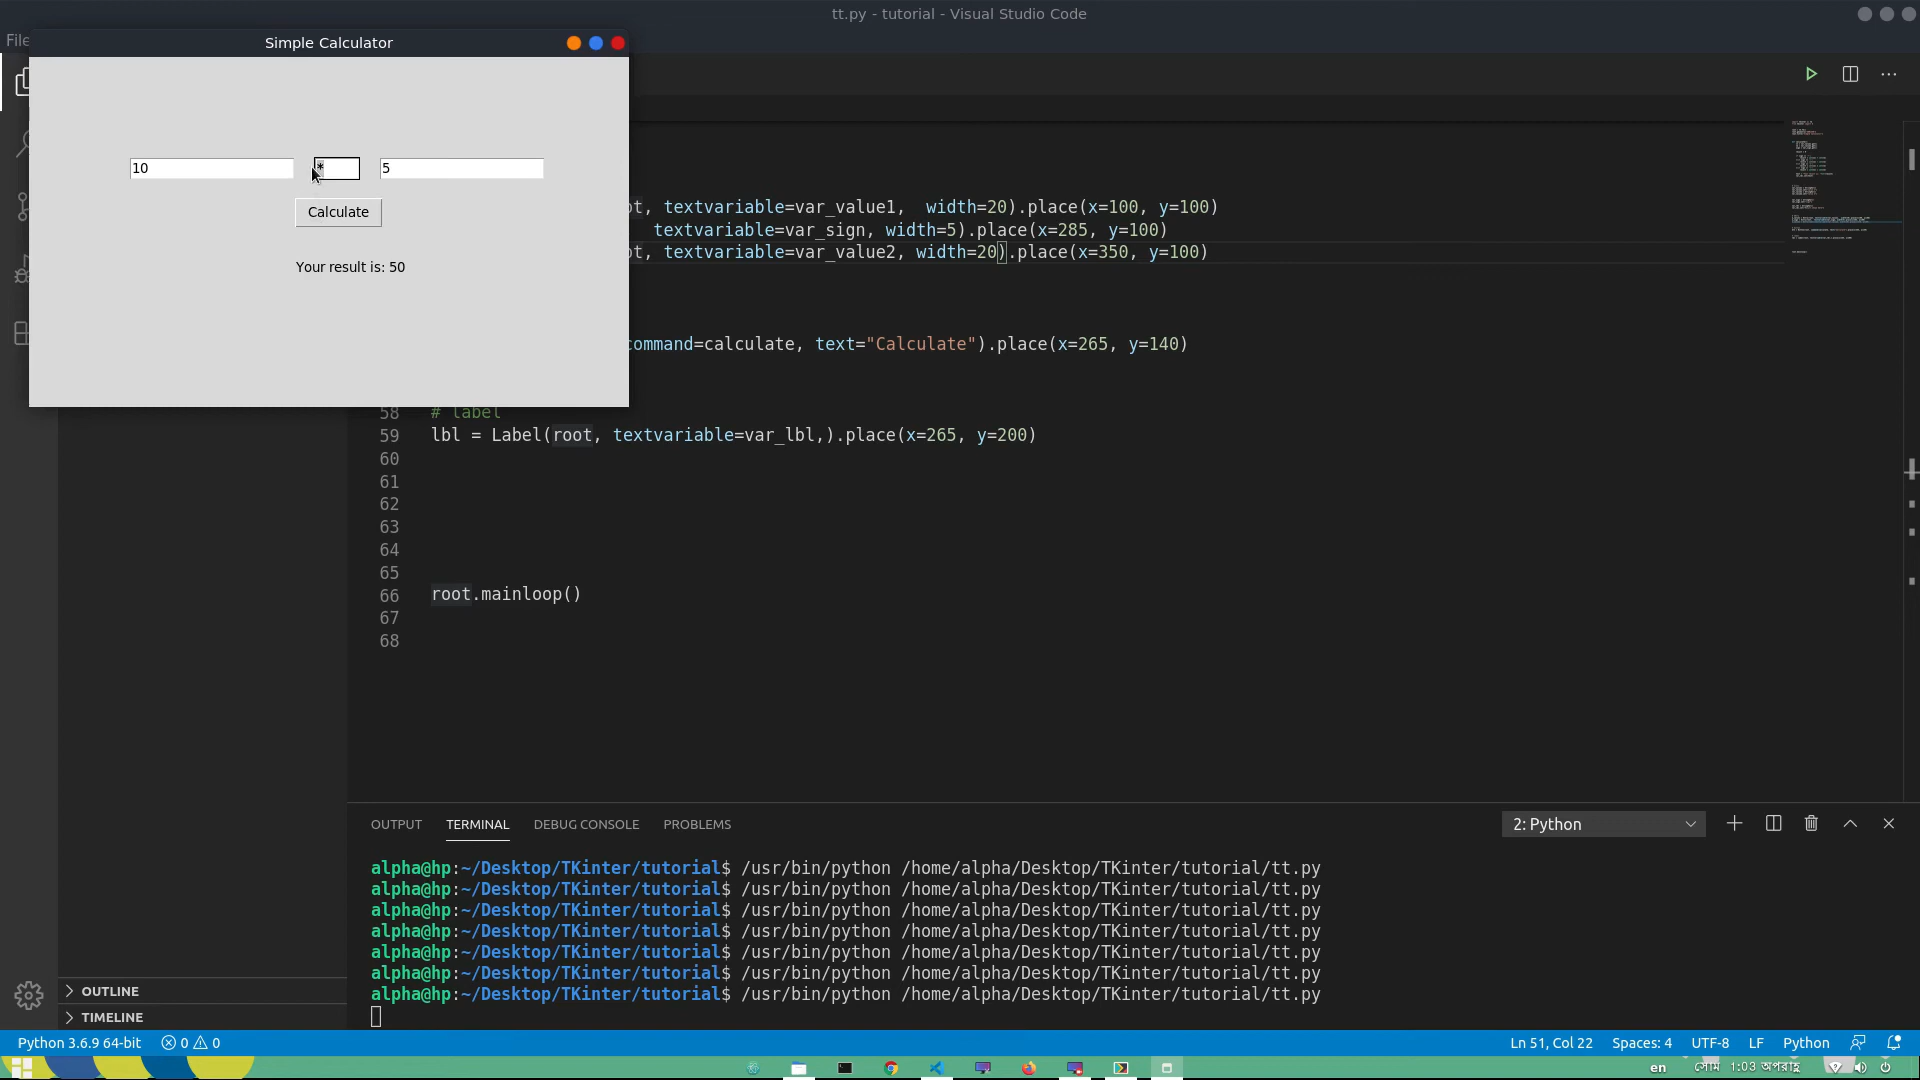 tt.py - tutorial - Visual Studio Code
File
Simple Calculator
10
*
5
Calculate
Your result is: 50
ot, textvariable=var_value1,  width=20).place(x=100, y=100)
textvariable=var_sign, width=5).place(x=285, y=100)
ot, textvariable=var_value2, width=20).place(x=350, y=100)
command=calculate, text="Calculate").place(x=265, y=140)
58 # label
59 lbl = Label(root, textvariable=var_lbl,).place(x=265, y=200)
60
61
62
63
64
65
66 root.mainloop()
67
68
OUTPUT TERMINAL DEBUG CONSOLE PROBLEMS 2: Python
alpha@hp:~/Desktop/TKinter/tutorial$ /usr/bin/python /home/alpha/Desktop/TKinter/tutorial/tt.py
alpha@hp:~/Desktop/TKinter/tutorial$ /usr/bin/python /home/alpha/Desktop/TKinter/tutorial/tt.py
alpha@hp:~/Desktop/TKinter/tutorial$ /usr/bin/python /home/alpha/Desktop/TKinter/tutorial/tt.py
alpha@hp:~/Desktop/TKinter/tutorial$ /usr/bin/python /home/alpha/Desktop/TKinter/tutorial/tt.py
alpha@hp:~/Desktop/TKinter/tutorial$ /usr/bin/python /home/alpha/Desktop/TKinter/tutorial/tt.py
alpha@hp:~/Desktop/TKinter/tutorial$ /usr/bin/python /home/alpha/Desktop/TKinter/tutorial/tt.py
alpha@hp:~/Desktop/TKinter/tutorial$ /usr/bin/python /home/alpha/Desktop/TKinter/tutorial/tt.py
OUTLINE
TIMELINE
Python 3.6.9 64-bit 0 0 Ln 51, Col 22 Spaces: 4 UTF-8 LF Python
en সোম 1:03 অপরাহ্ণ